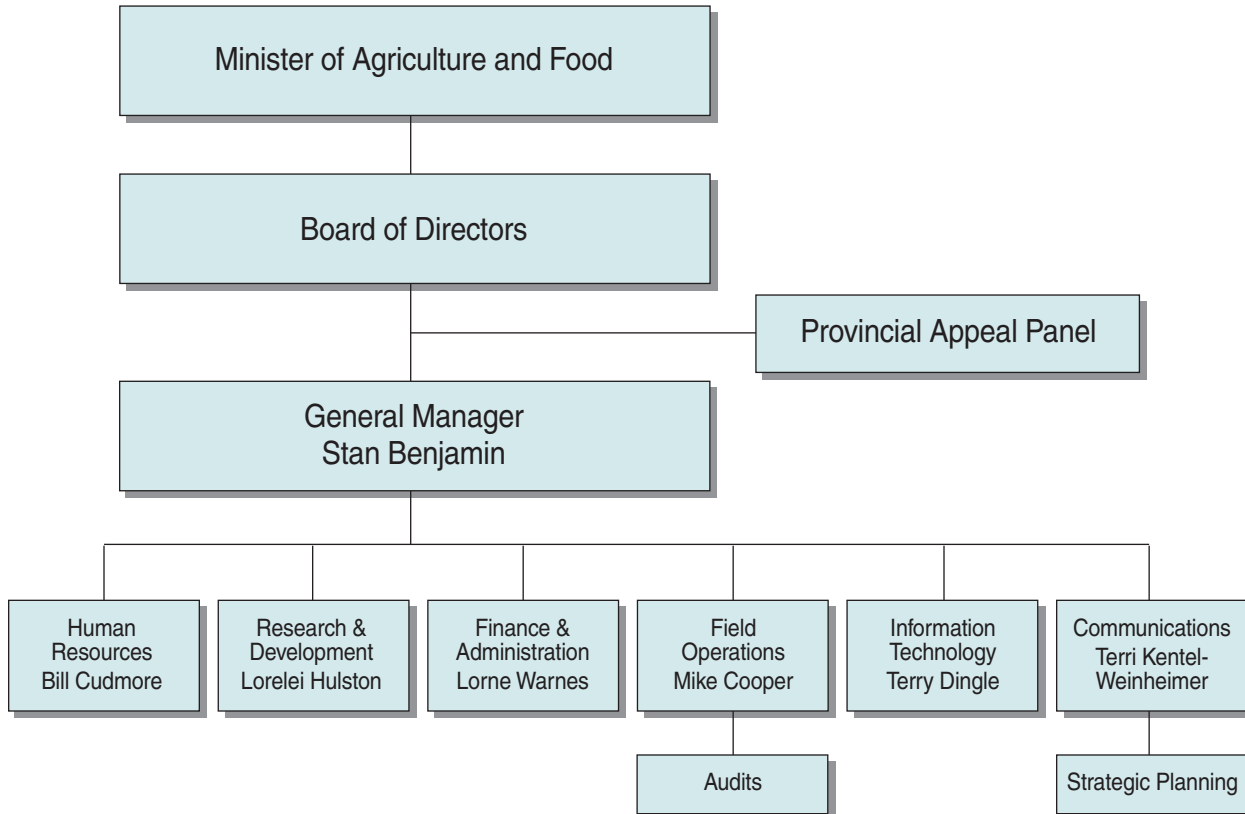 Minister of Agriculture and Food
Board of Directors
Provincial Appeal Panel
General Manager
Stan Benjamin
Human
Resources
Bill Cudmore
Research &
Development
Lorelei Hulston
Finance &
Administration
Lorne Warnes
Field
Operations
Mike Cooper
Information
Technology
Terry Dingle
Communications
Terri Kentel-
Weinheimer
Audits
Strategic Planning